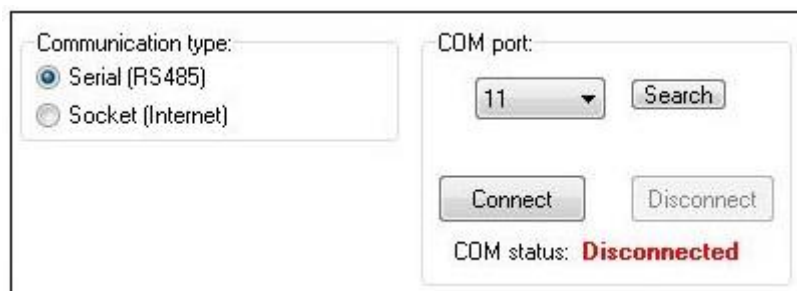 Communication type:
Serial (RS485)
Socket (Internet)
COM port:
11
Search
Connect
Disconnect
COM status: Disconnected